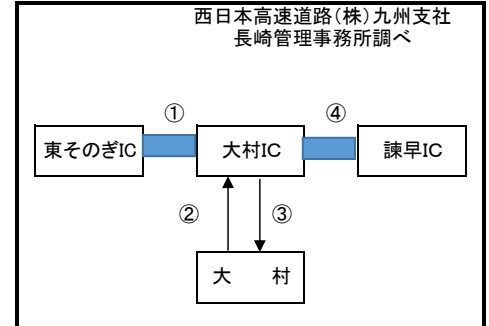 西日本高速道路(株)九州支社
長崎管理事務所調べ
①
④
東そのぎIC
大村IC
諫早IC
②
③
大　村